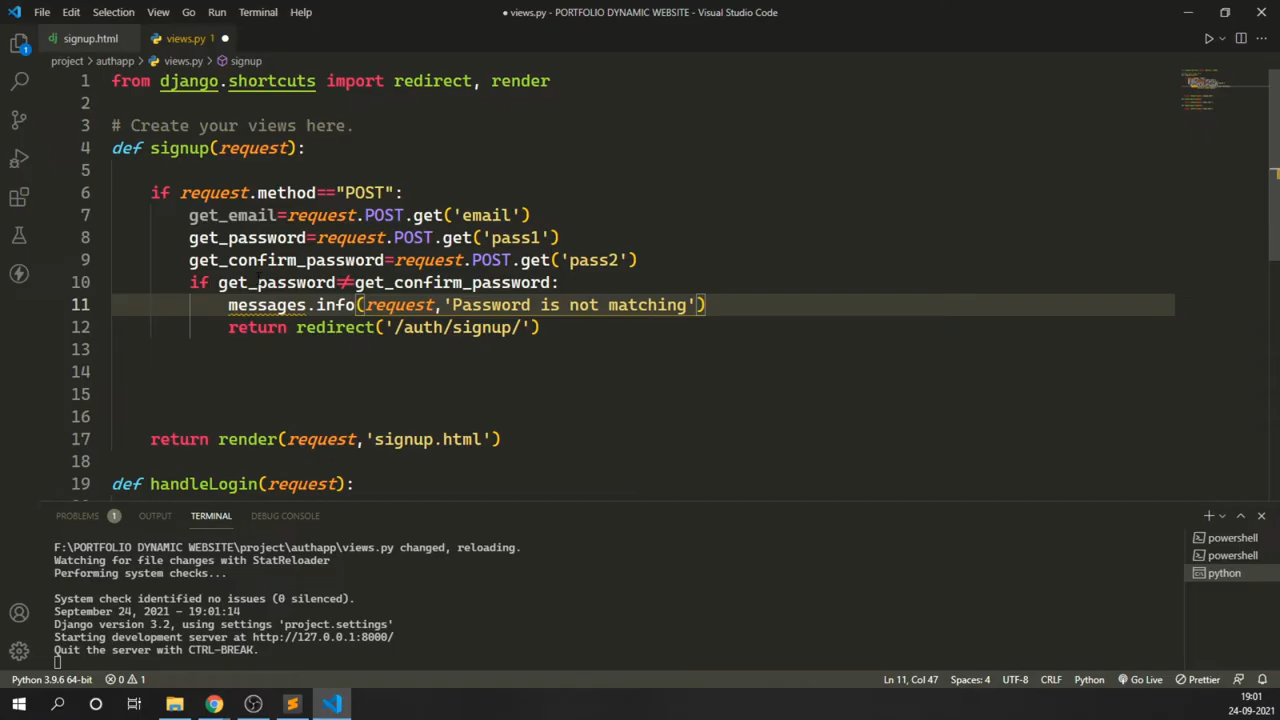 File Edit Selection View Go Run Terminal Help
● views.py - PORTFOLIO DYNAMIC WEBSITE - Visual Studio Code
signup.html
views.py 1
project > authapp > views.py > signup
1 from django.shortcuts import redirect, render
2
3 # Create your views here.
4 def signup(request):
5
6 if request.method=="POST":
7 get_email=request.POST.get('email')
8 get_password=request.POST.get('pass1')
9 get_confirm_password=request.POST.get('pass2')
10 if get_password≠get_confirm_password:
11 messages.info(request,'Password is not matching')
12 return redirect('/auth/signup/')
13
14
15
16
17 return render(request,'signup.html')
18
19 def handleLogin(request):
PROBLEMS 1 OUTPUT TERMINAL DEBUG CONSOLE
F:\PORTFOLIO DYNAMIC WEBSITE\project\authapp\views.py changed, reloading.
Watching for file changes with StatReloader
Performing system checks...
System check identified no issues (0 silenced).
September 24, 2021 - 19:01:14
Django version 3.2, using settings 'project.settings'
Starting development server at http://127.0.0.1:8000/
Quit the server with CTRL-BREAK.
powershell
powershell
python
1
Python 3.9.6 64-bit 0 1 Ln 11, Col 47 Spaces: 4 UTF-8 CRLF Python Go Live Prettier
19:01
24-09-2021